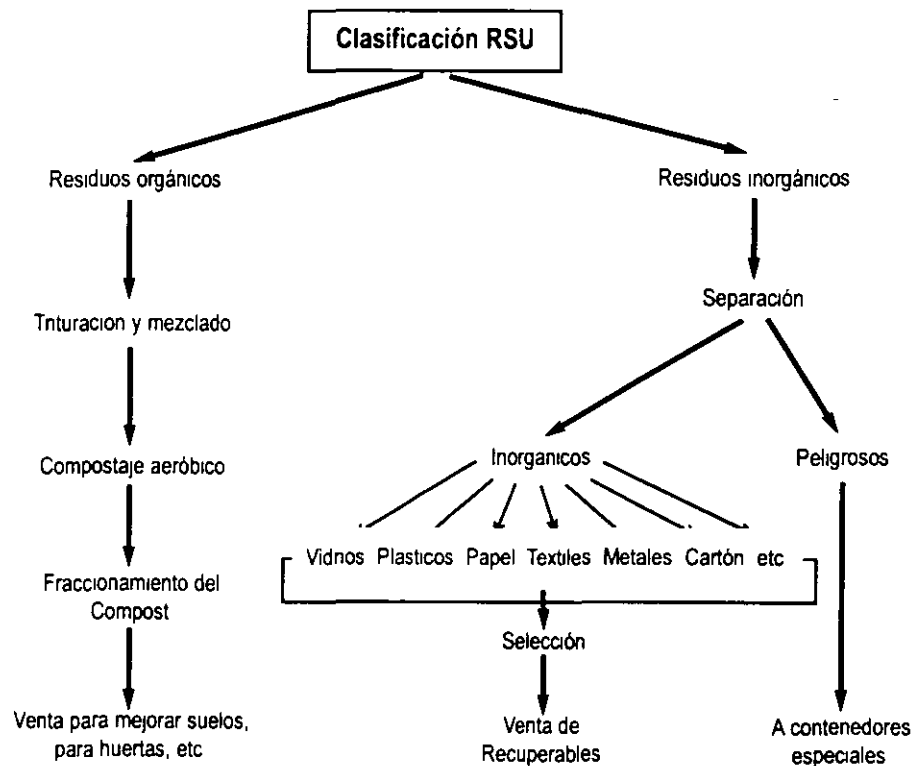 Clasificación RSU
Residuos orgánicos
Residuos inorgánicos
Trituracion y mezclado
Separación
Compostaje aeróbico
Inorganicos
Peligrosos
Vidrios Plasticos Papel Textiles Metales Cartón etc
Fraccionamiento del
Compost
Selección
Venta para mejorar suelos,
para huertas, etc
Venta de
Recuperables
A contenedores
especiales